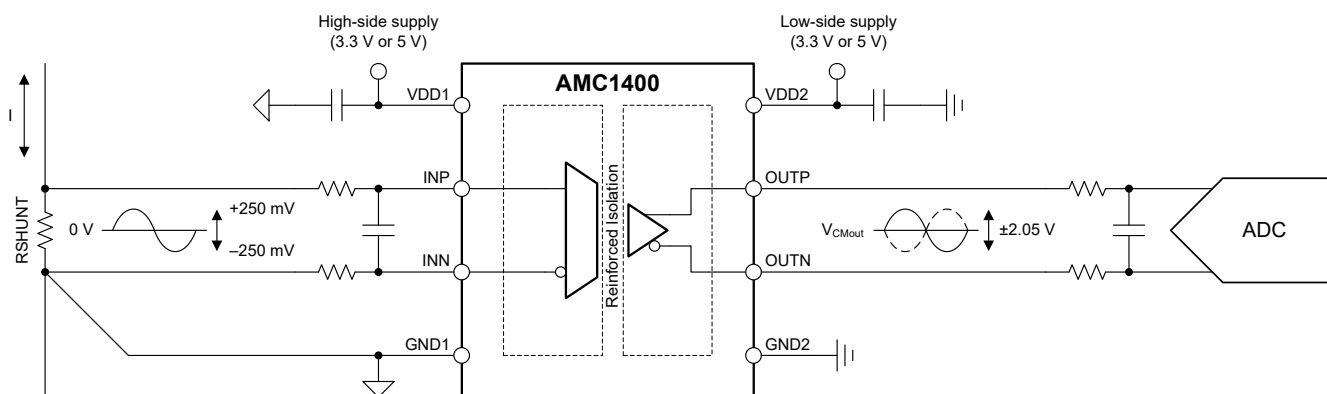 High-side supply
(3.3 V or 5 V)
Low-side supply
(3.3 V or 5 V)
AMC1400
VDD1
VDD2
I
INP
OUTP
RSHUNT
0 V
+250 mV
–250 mV
Reinforced Isolation
VCMout
±2.05 V
ADC
INN
OUTN
GND1
GND2